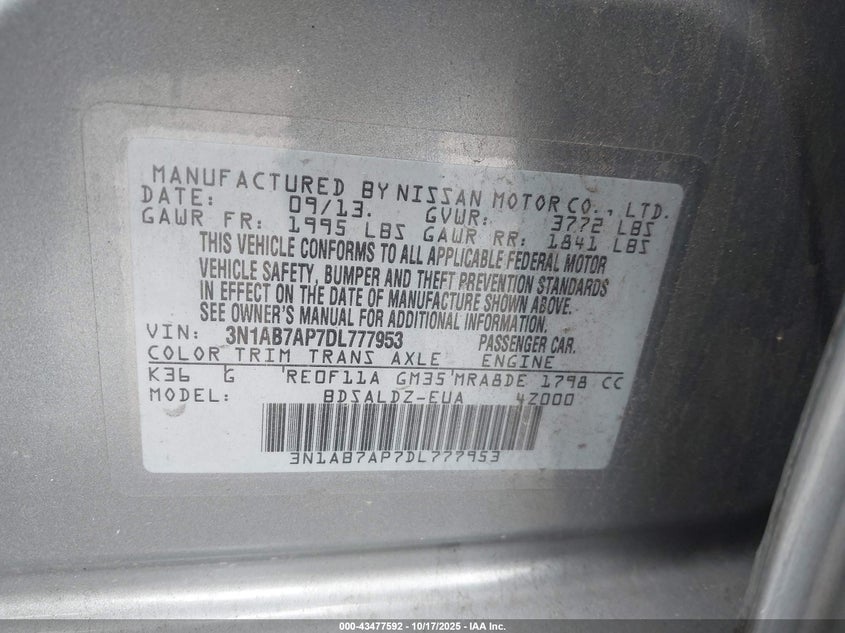 MANUFACTURED BY NISSAN MOTOR CO., LTD.
DATE: 09/13. GVWR: 3772 LBS
GAWR FR: 1995 LBS GAWR RR: 1841 LBS
THIS VEHICLE CONFORMS TO ALL APPLICABLE FEDERAL MOTOR
VEHICLE SAFETY, BUMPER AND THEFT PREVENTION STANDARDS
IN EFFECT ON THE DATE OF MANUFACTURE SHOWN ABOVE.
SEE OWNER'S MANUAL FOR ADDITIONAL INFORMATION.
VIN: 3N1AB7AP7DL777953 PASSENGER CAR.
COLOR TRIM TRANS AXLE ENGINE
K36 G RE0F11A GM35 MRA8DE 1798 CC
MODEL: BDSALDZ-EUA 4Z000
3N1AB7AP7DL777953
000-43477592 - 10/17/2025 - IAA Inc.